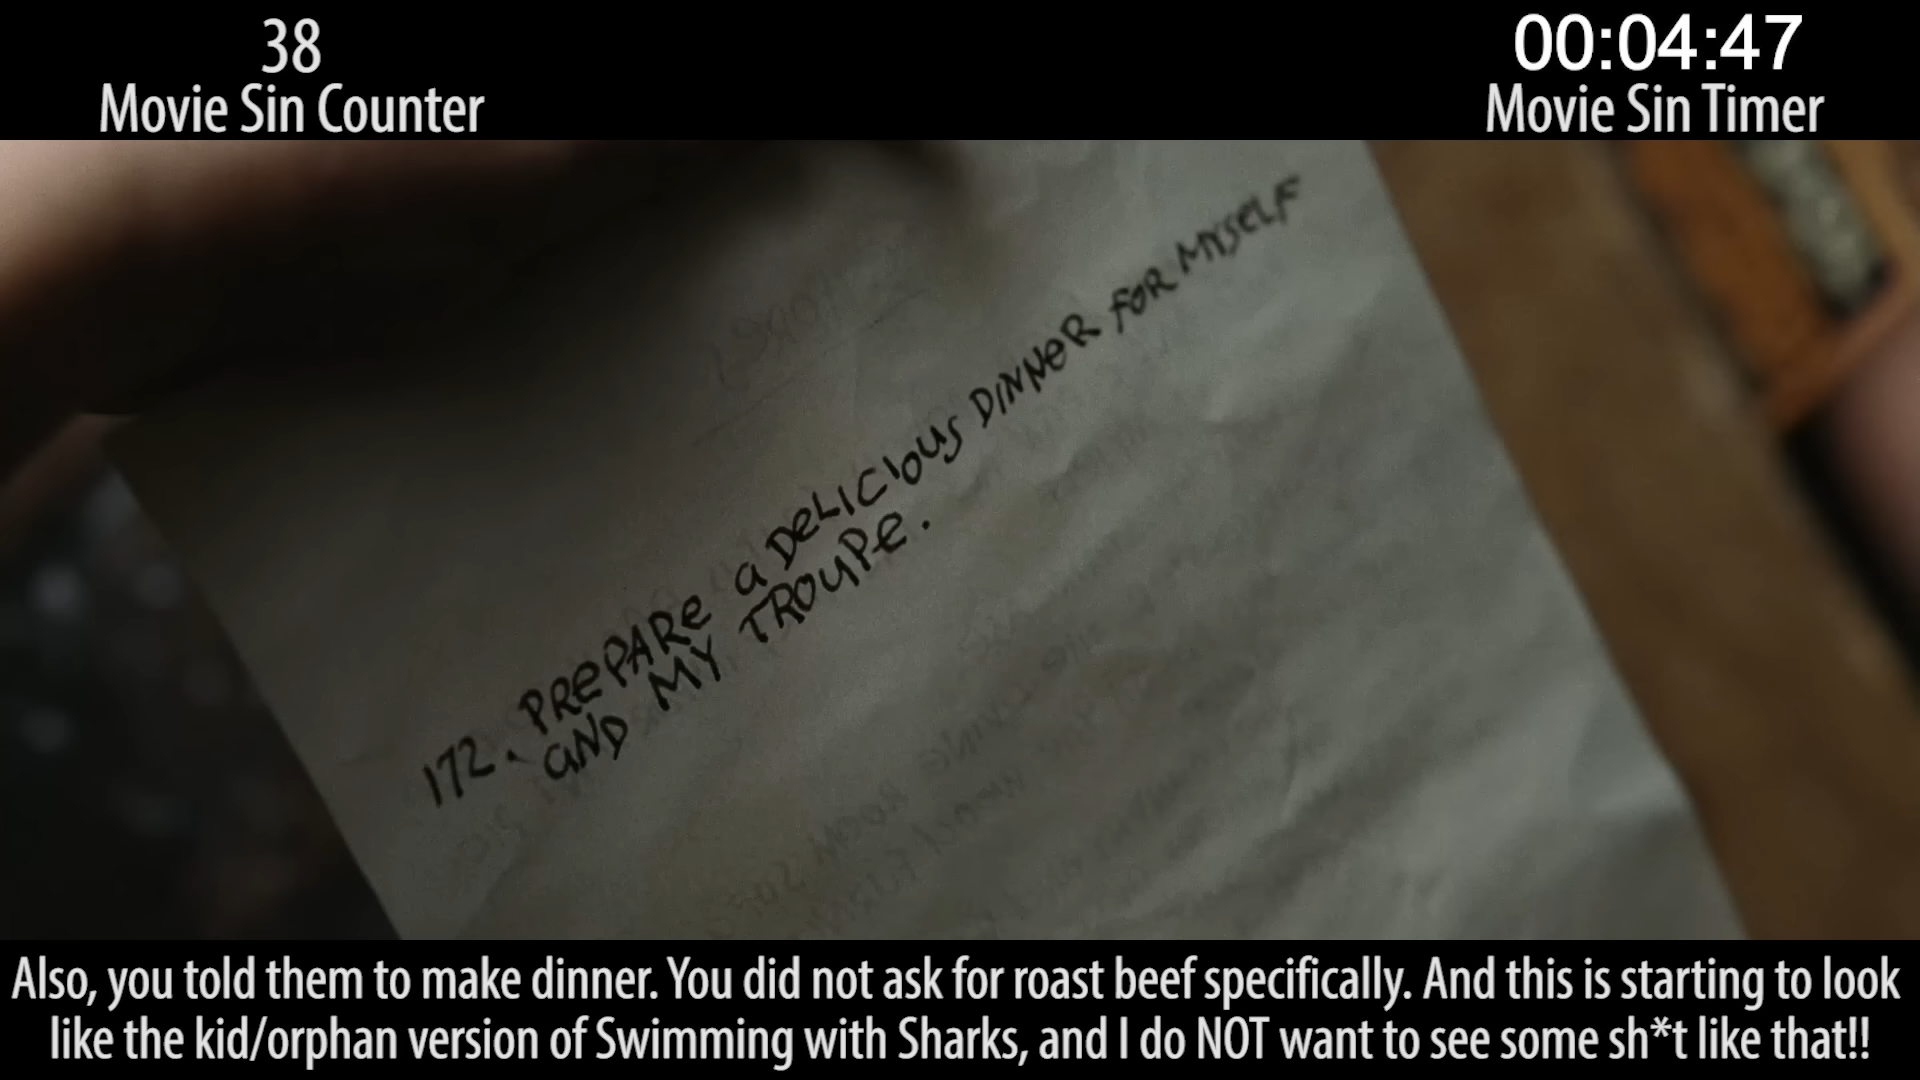 38
Movie Sin Counter
00:04:47
Movie Sin Timer
172. PREPARE a DELICIOUS DINNER FOR MYSELF
AND MY TROUPE.
Also, you told them to make dinner. You did not ask for roast beef specifically. And this is starting to look
like the kid/orphan version of Swimming with Sharks, and I do NOT want to see some sh*t like that!!